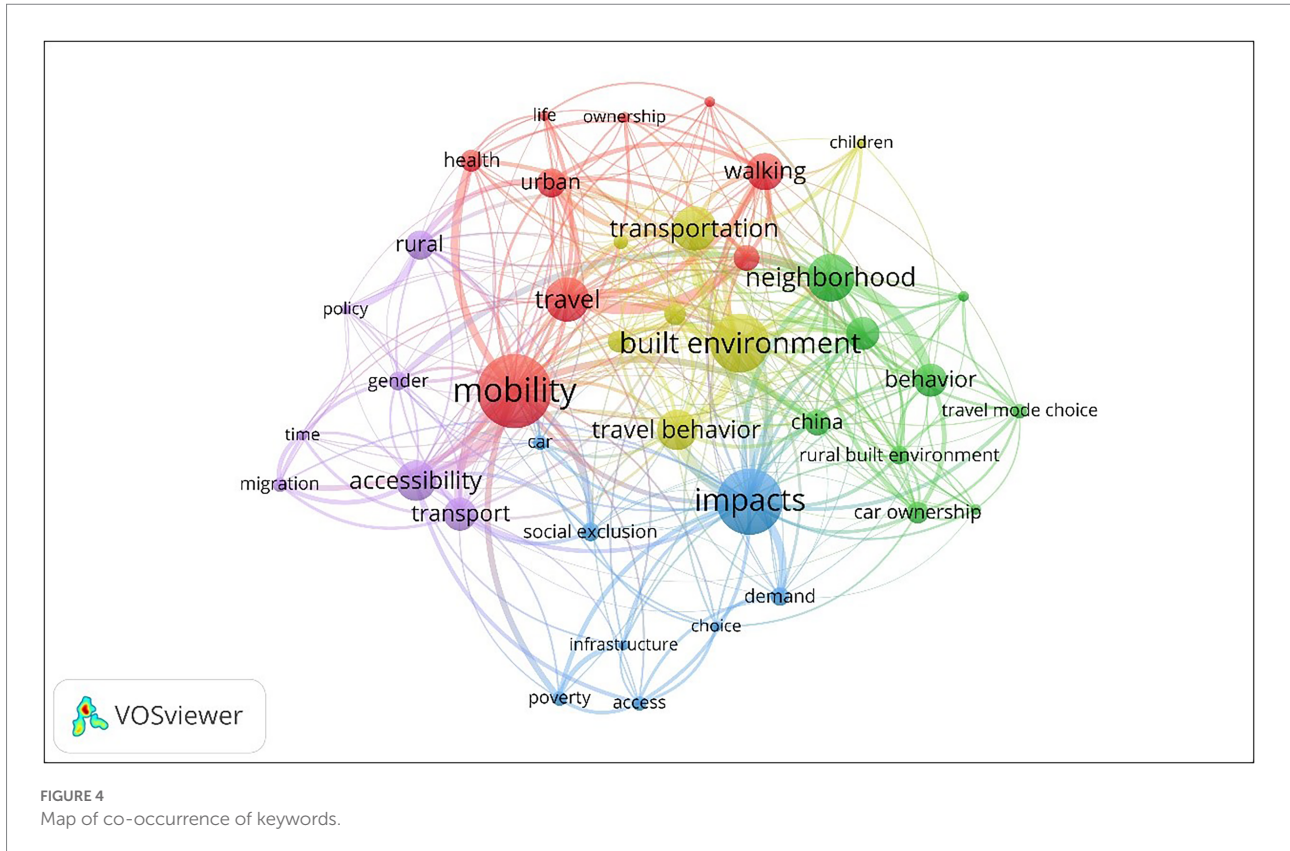 life
ownership
children
health
walking
urban
transportation
rural
neighborhood
travel
policy
built environment
gender
behavior
mobility
travel mode choice
china
travel behavior
time
car
rural built environment
accessibility
migration
impacts
transport
car ownership
social exclusion
demand
choice
infrastructure
poverty
access
VOSviewer
FIGURE 4
Map of co-occurrence of keywords.